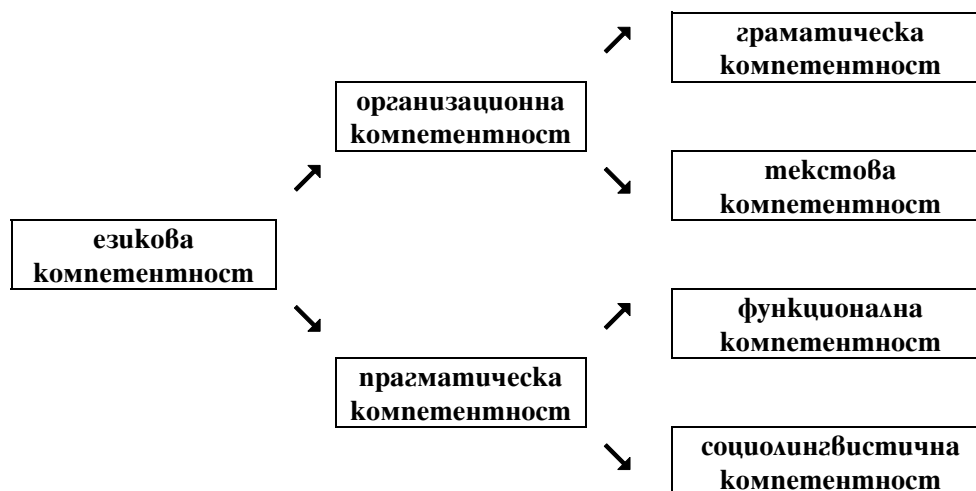 граматическа
компетентност
организационна
компетентност
текстова
компетентност
езикова
компетентност
функционална
компетентност
прагматическа
компетентност
социолингвистична
компетентност